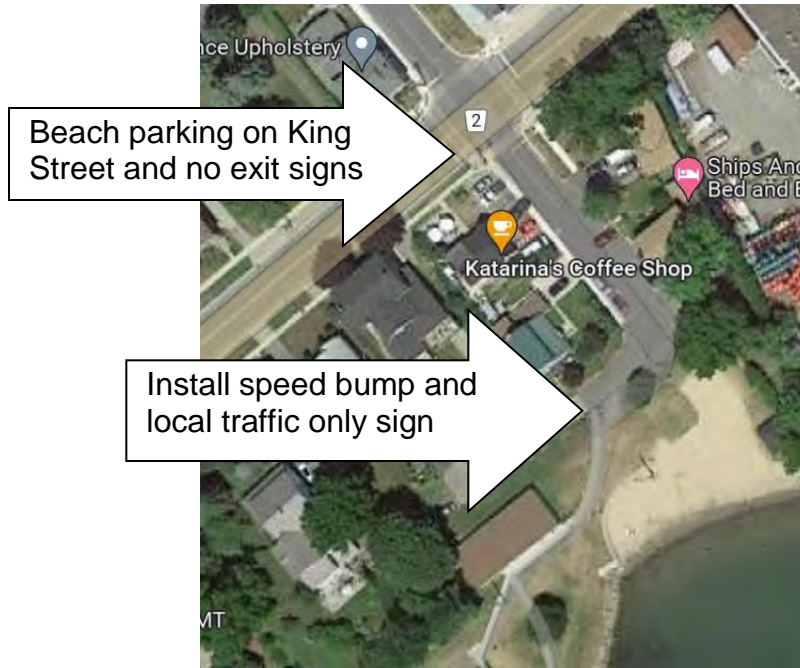 nce Upholstery
Beach parking on King
Street and no exit signs
2
Ships And
Bed and B
Katarina's Coffee Shop
Install speed bump and
local traffic only sign
MT